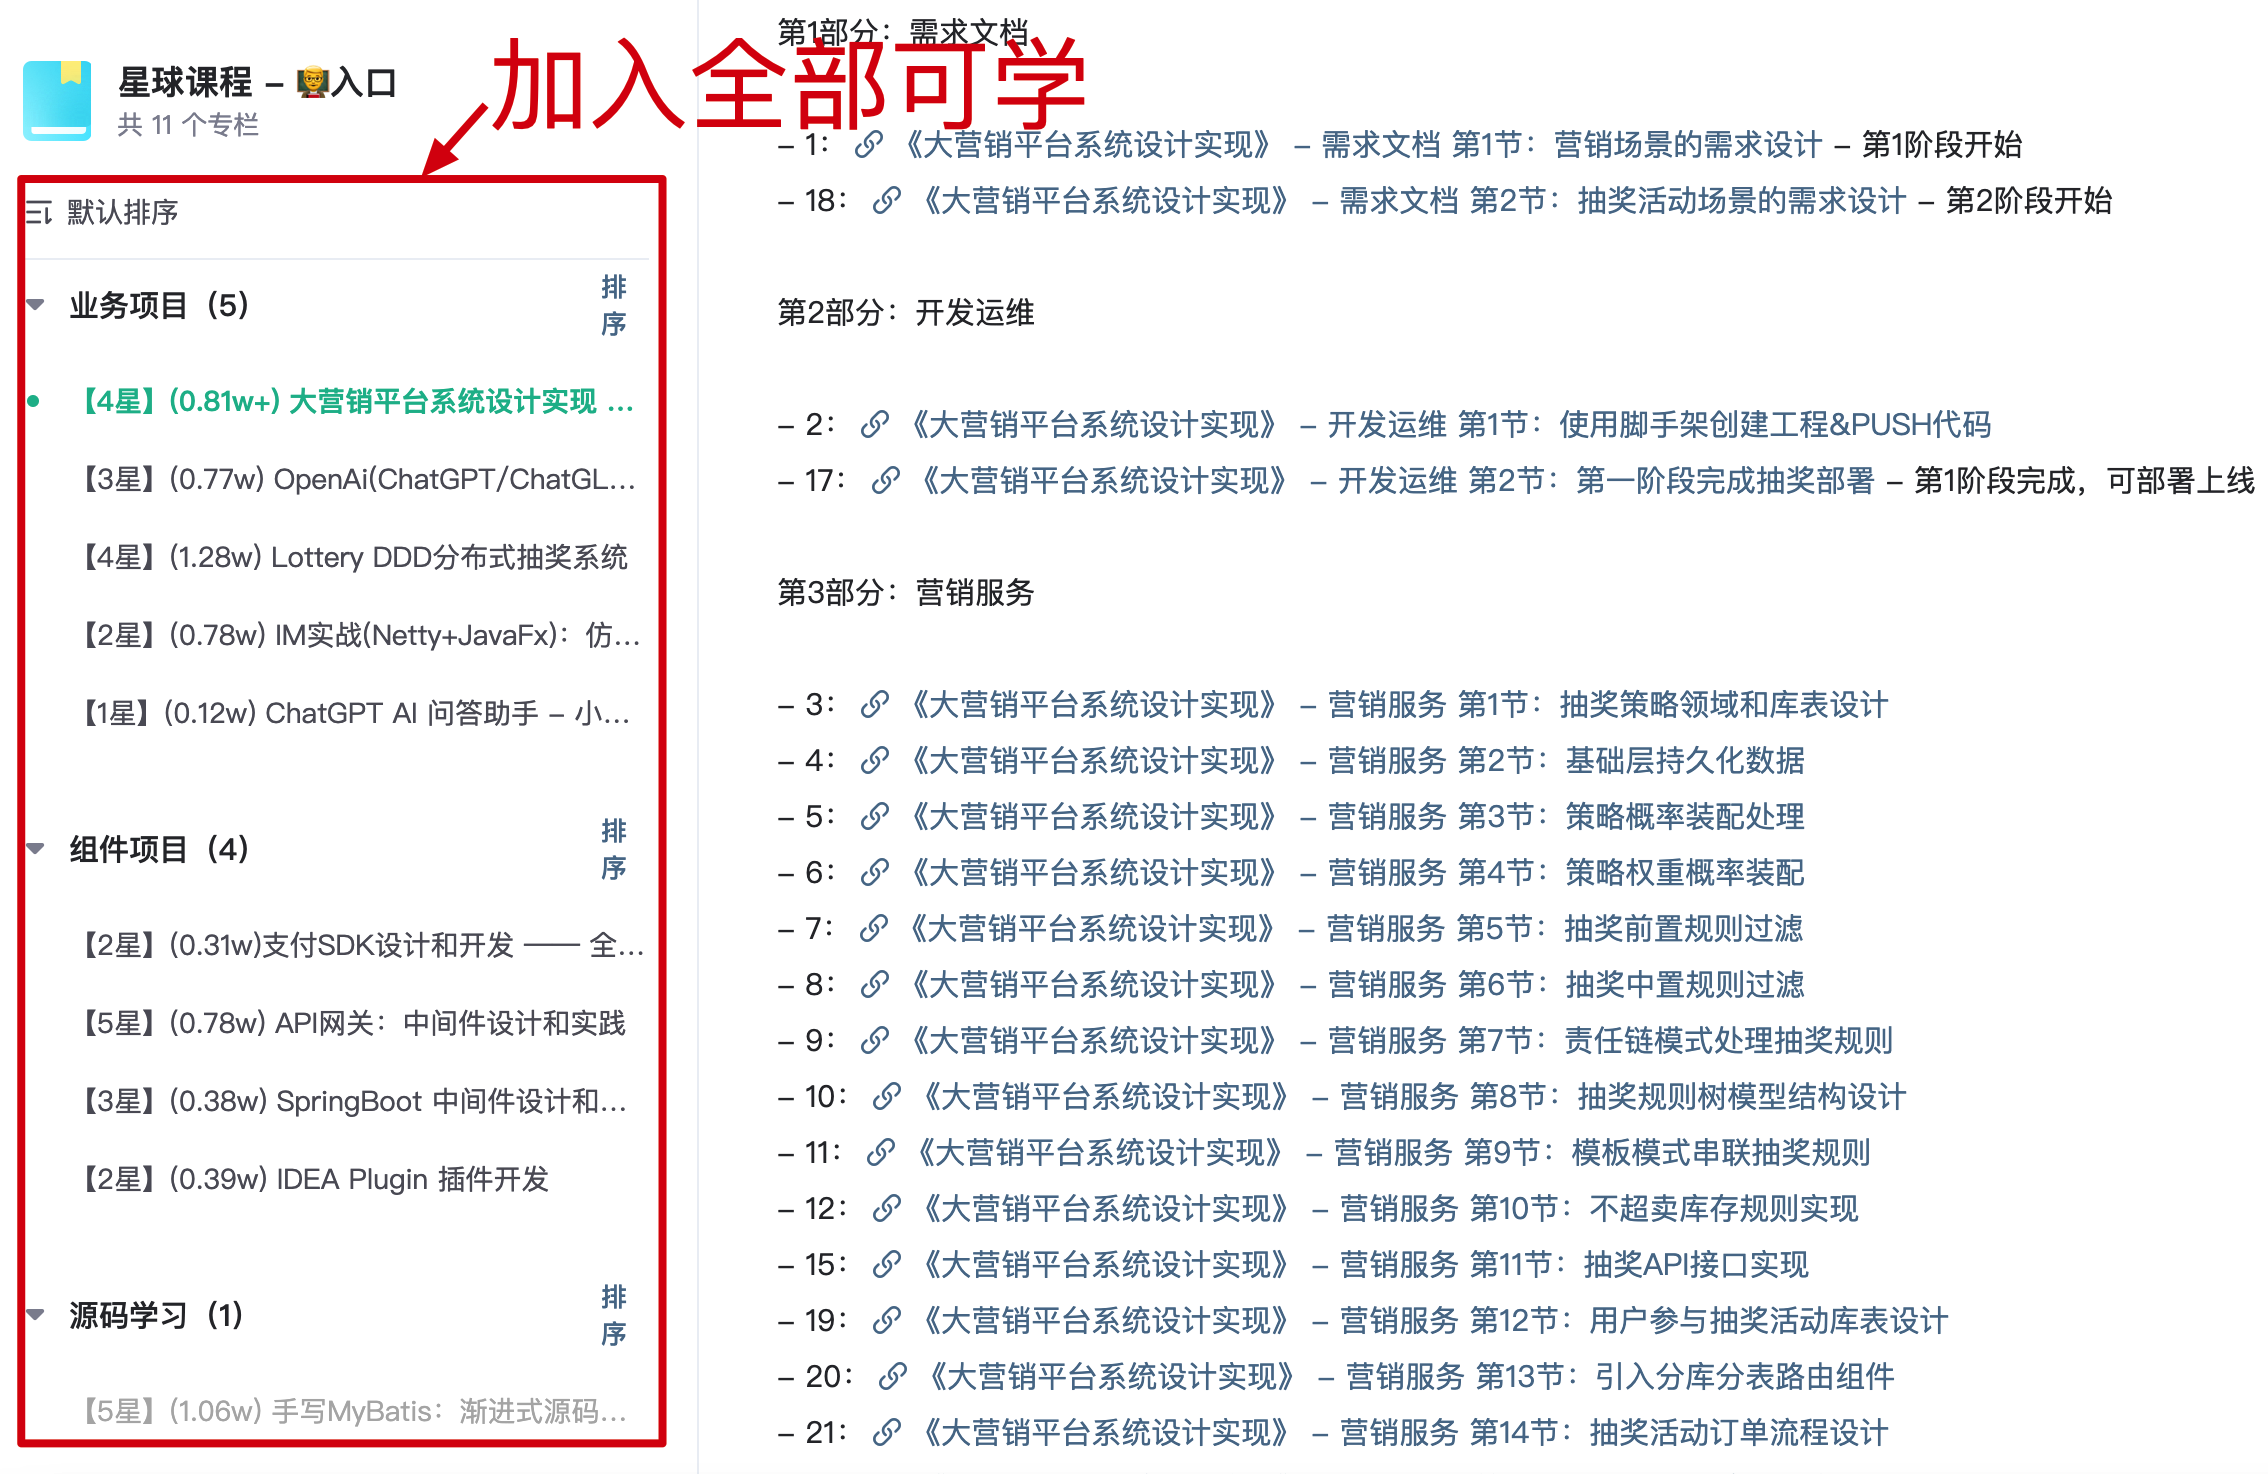 加入全部可学
星球课程 – 入口
共 11 个专栏
默认排序
业务项目（5）
排序
【4星】(0.81w+) 大营销平台系统设计实现 ...
【3星】(0.77w) OpenAi(ChatGPT/ChatGL...
【4星】(1.28w) Lottery DDD分布式抽奖系统
【2星】(0.78w) IM实战(Netty+JavaFx)：仿...
【1星】(0.12w) ChatGPT AI 问答助手 – 小...
组件项目（4）
排序
【2星】(0.31w)支付SDK设计和开发 —— 全...
【5星】(0.78w) API网关：中间件设计和实践
【3星】(0.38w) SpringBoot 中间件设计和...
【2星】(0.39w) IDEA Plugin 插件开发
源码学习（1）
排序
【5星】(1.06w) 手写MyBatis：渐进式源码...
第1部分：需求文档
– 1： 《大营销平台系统设计实现》 – 需求文档 第1节：营销场景的需求设计 – 第1阶段开始
– 18： 《大营销平台系统设计实现》 – 需求文档 第2节：抽奖活动场景的需求设计 – 第2阶段开始
第2部分：开发运维
– 2： 《大营销平台系统设计实现》 – 开发运维 第1节：使用脚手架创建工程&PUSH代码
– 17： 《大营销平台系统设计实现》 – 开发运维 第2节：第一阶段完成抽奖部署 – 第1阶段完成，可部署上线
第3部分：营销服务
– 3： 《大营销平台系统设计实现》 – 营销服务 第1节：抽奖策略领域和库表设计
– 4： 《大营销平台系统设计实现》 – 营销服务 第2节：基础层持久化数据
– 5： 《大营销平台系统设计实现》 – 营销服务 第3节：策略概率装配处理
– 6： 《大营销平台系统设计实现》 – 营销服务 第4节：策略权重概率装配
– 7： 《大营销平台系统设计实现》 – 营销服务 第5节：抽奖前置规则过滤
– 8： 《大营销平台系统设计实现》 – 营销服务 第6节：抽奖中置规则过滤
– 9： 《大营销平台系统设计实现》 – 营销服务 第7节：责任链模式处理抽奖规则
– 10： 《大营销平台系统设计实现》 – 营销服务 第8节：抽奖规则树模型结构设计
– 11： 《大营销平台系统设计实现》 – 营销服务 第9节：模板模式串联抽奖规则
– 12： 《大营销平台系统设计实现》 – 营销服务 第10节：不超卖库存规则实现
– 15： 《大营销平台系统设计实现》 – 营销服务 第11节：抽奖API接口实现
– 19： 《大营销平台系统设计实现》 – 营销服务 第12节：用户参与抽奖活动库表设计
– 20： 《大营销平台系统设计实现》 – 营销服务 第13节：引入分库分表路由组件
– 21： 《大营销平台系统设计实现》 – 营销服务 第14节：抽奖活动订单流程设计